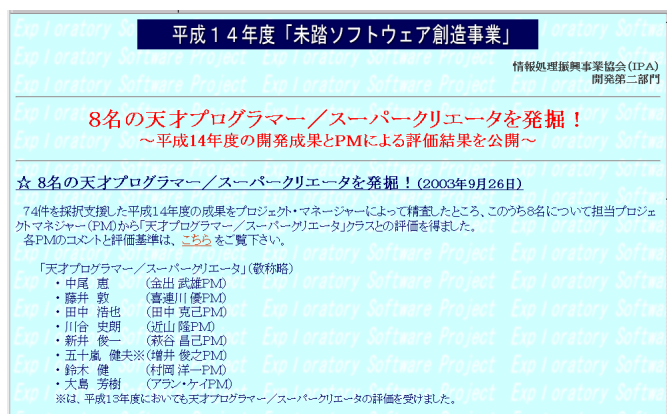 平成１４年度「未踏ソフトウェア創造事業」
情報処理振興事業協会(IPA)
開発第二部門
8名の天才プログラマー／スーパークリエータを発掘！
～平成14年度の開発成果とPMによる評価結果を公開～
☆ 8名の天才プログラマー／スーパークリエータを発掘！(2003年9月26日)
74件を採択支援した平成14年度の成果をプロジェクト・マネージャーによって精査したところ、このうち8名について担当プロジェ
クトマネジャー(PM)から「天才プログラマー／スーパークリエータ」クラスとの評価を得ました。
各PMのコメントと評価基準は、こちらをご覧下さい。
「天才プログラマー／スーパークリエータ」(敬称略)
・中尾 恵 (金出 武雄PM)
・藤井 敦 (喜連川 優PM)
・田中 浩也 (田中 克己PM)
・川合 史朗 (近山 隆PM)
・新井 俊一 (萩谷 昌己PM)
・五十嵐 健夫※(増井 俊之PM)
・鈴木 健 (村岡 洋一PM)
・大島 芳樹 (アラン・ケイPM)
※は、平成13年度においても天才プログラマー／スーパークリエータの評価を受けました。